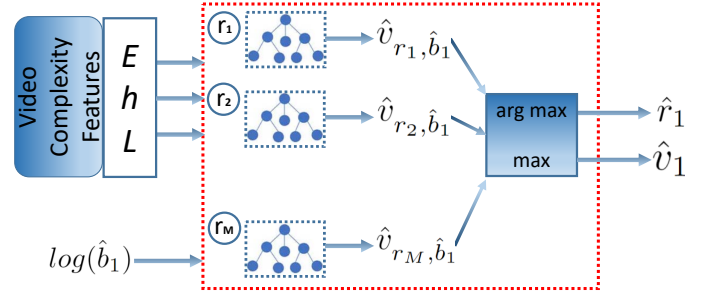 Video Complexity Features
E
h
L
log(b̂₁)
r₁
v̂_{r₁,b̂₁}
r₂
v̂_{r₂,b̂₁}
r_M
v̂_{r_M,b̂₁}
arg max
max
r̂₁
v̂₁